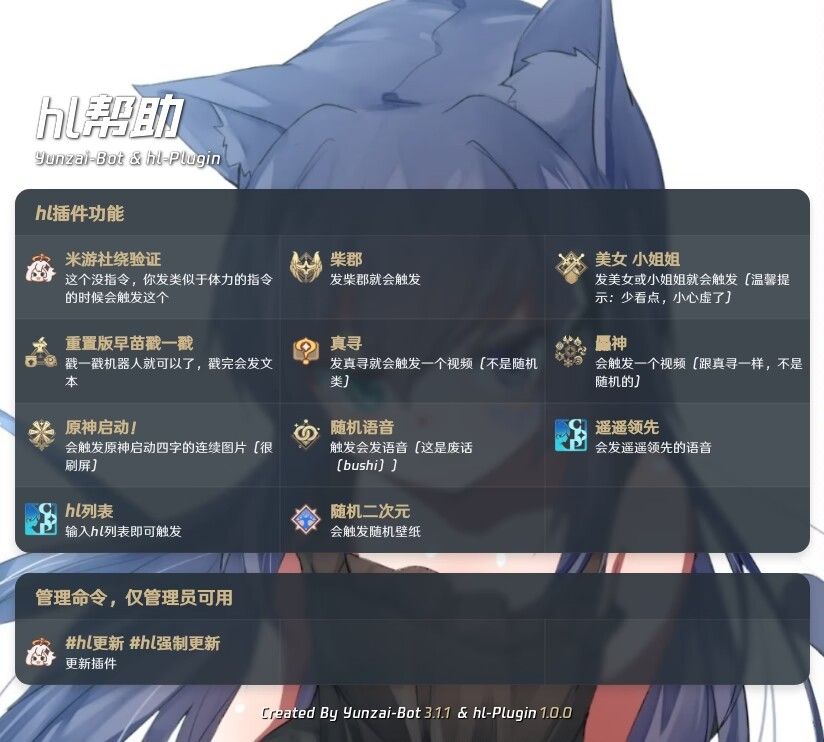 hl帮助
Yunzai-Bot & hl-Plugin
hl插件功能
米游社绕验证
这个没指令，你发类似于体力的指令
的时候会触发这个
柴郡
发柴郡就会触发
美女 小姐姐
发美女或小姐姐就会触发[温馨提
示：少看点，小心虚了]
重置版早苗戳一戳
戳一戳机器人就可以了，戳完会发文
本
真寻
发真寻就会触发一个视频[不是随机
类]
神
会触发一个视频[跟真寻一样，不是
随机的]
原神启动！
会触发原神启动四字的连续图片[很
刷屏]
随机语音
触发会发语音[这是废话
[bushi]]
遥遥领先
会发遥遥领先的语音
hl列表
输入hl列表即可触发
随机二次元
会触发随机壁纸
管理命令，仅管理员可用
#hl更新 #hl强制更新
更新插件
Created By Yunzai-Bot 3.1.1 & hl-Plugin 1.0.0